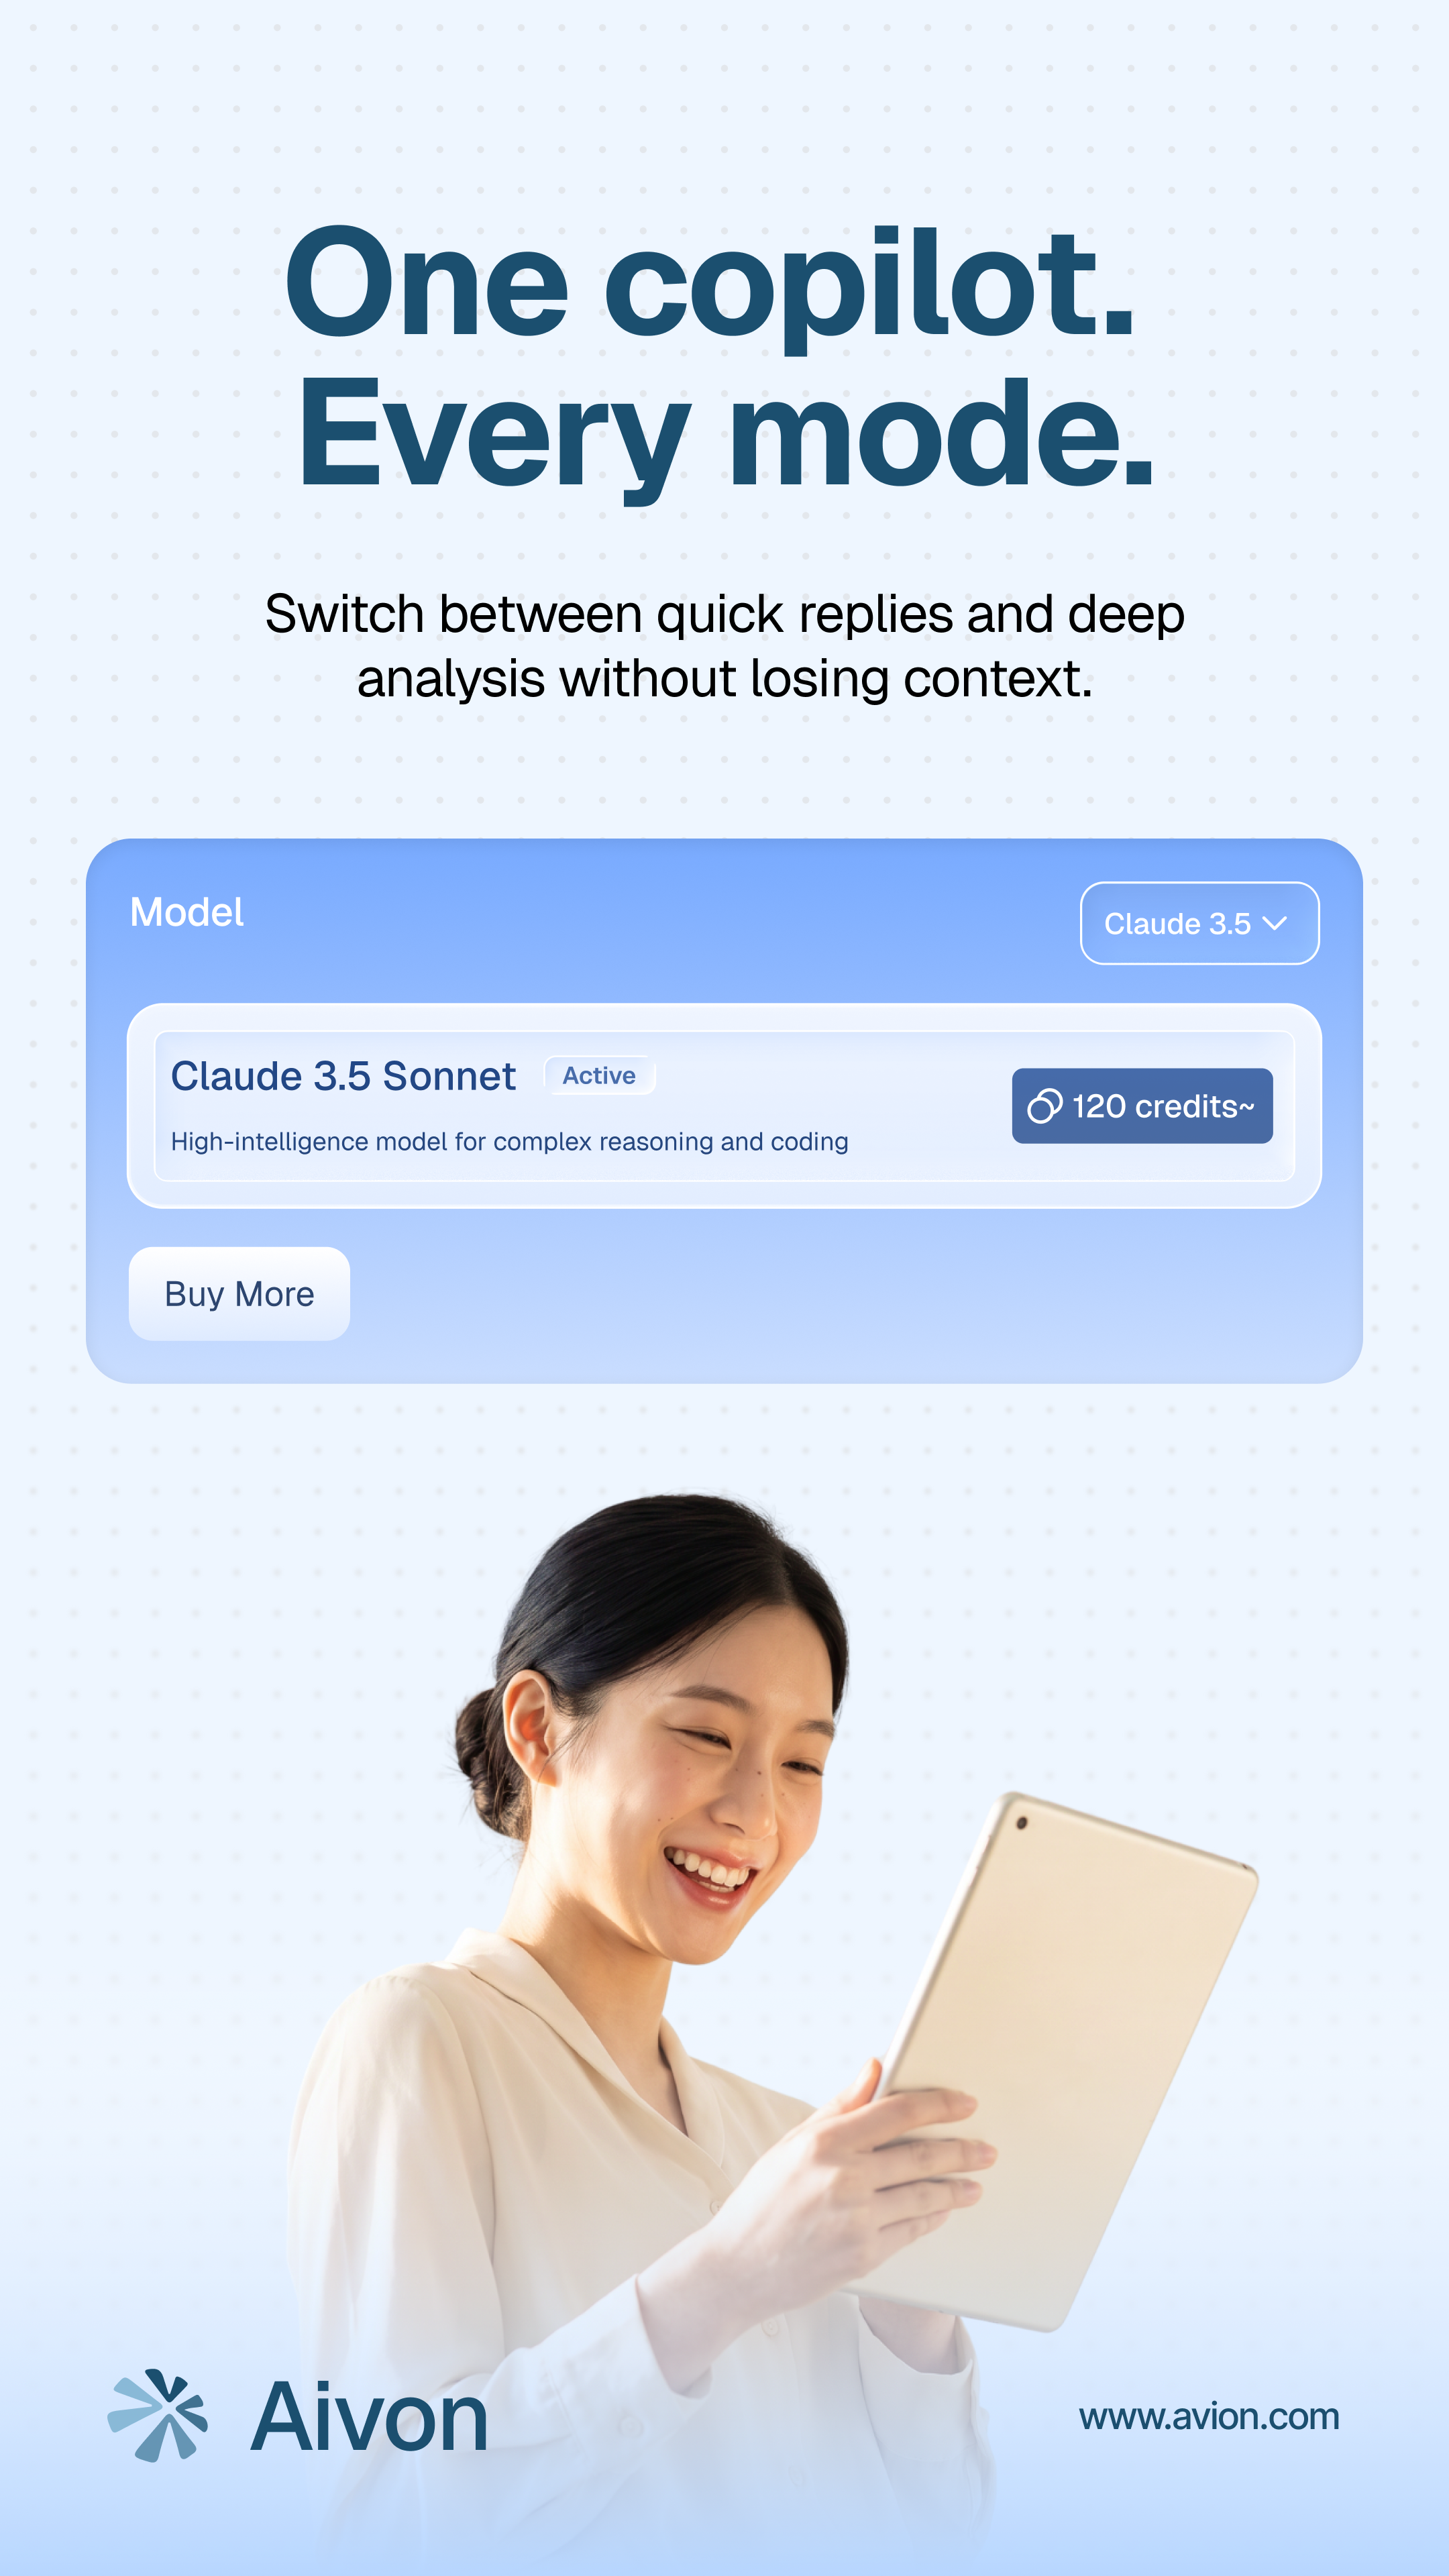 One copilot.
Every mode.
Switch between quick replies and deep
analysis without losing context.
Model
Claude 3.5
Claude 3.5 Sonnet
Active
High-intelligence model for complex reasoning and coding
120 credits~
Buy More
Aivon
www.avion.com